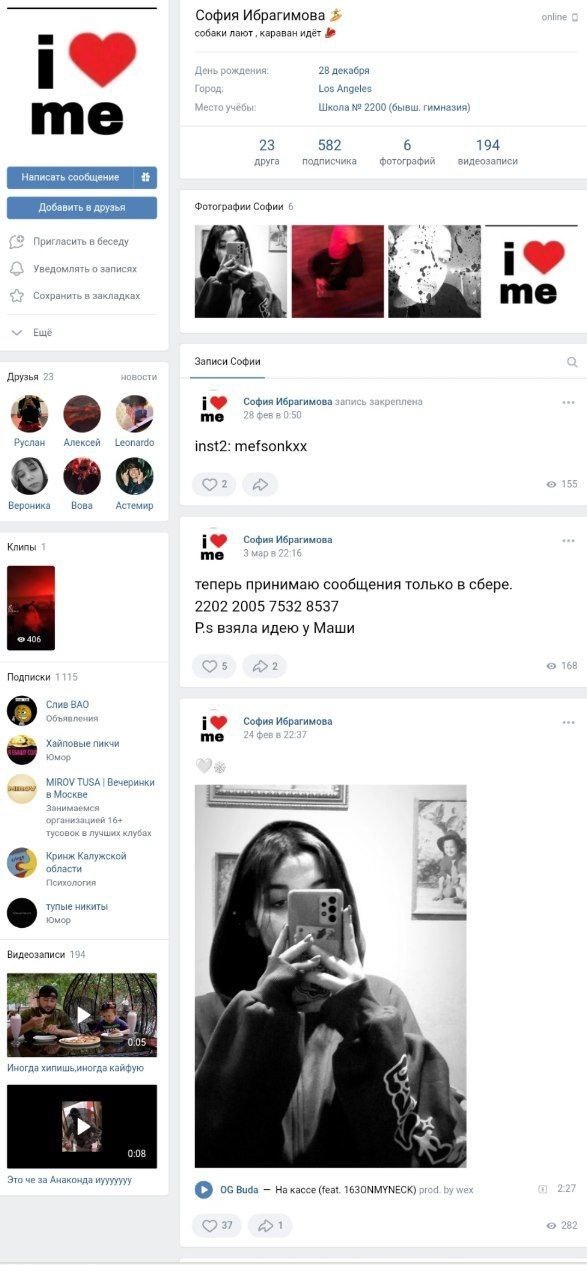 i ❤ me
Написать сообщение
Добавить в друзья
Пригласить в беседу
Уведомлять о записях
Сохранить в закладках
Ещё
Друзья 23 новости
Руслан Алексей Leonardo
Вероника Вова Астемир
Клипы 1
406
Подписки 1 115
Слив ВАО
Объявления
Хайповые пикчи
Юмор
MIROV TUSA | Вечеринки
в Москве
Занимаемся
организацией 16+
тусовок в лучших клубах
Кринж Калужской
области
Психология
тупые никиты
Юмор
Видеозаписи 194
0:05
Иногда хипишь,иногда кайфую
0:08
Это че за Анаконда иууууууу
София Ибрагимова online
собаки лают , караван идёт
День рождения: 28 декабря
Город: Los Angeles
Место учёбы: Школа № 2200 (бывш. гимназия)
23 582 6 194
друга подписчика фотографий видеозаписи
Фотографии Софии 6
i ❤
me
Записи Софии
i ❤
me
София Ибрагимова запись закреплена
28 фев в 0:50
inst2: mefsonkxx
2 155
i ❤
me
София Ибрагимова
3 мар в 22:16
теперь принимаю сообщения только в сбере.
2202 2005 7532 8537
P.s взяла идею у Маши
5 2 168
i ❤
me
София Ибрагимова
24 фев в 22:37
OG Buda — На кассе (feat. 163ONMYNECK) prod. by wex E 2:27
37 1 282